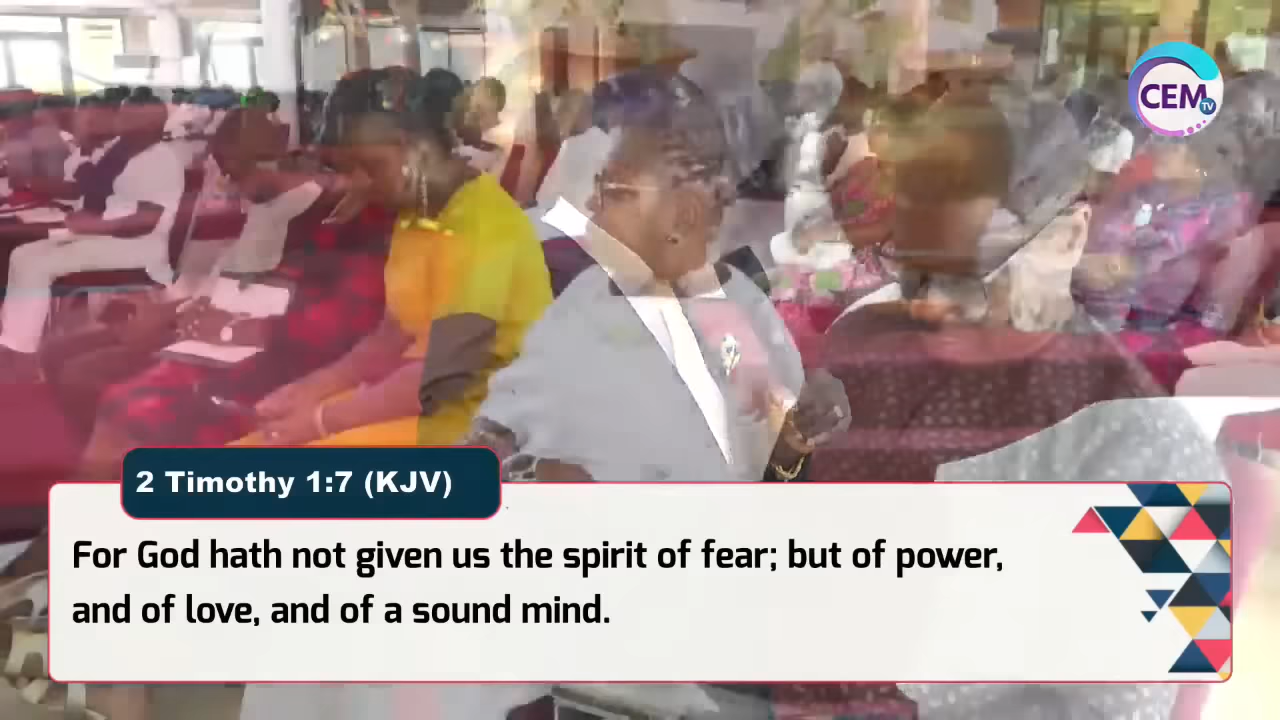 CEM
TV
2 Timothy 1:7 (KJV)
For God hath not given us the spirit of fear; but of power,
and of love, and of a sound mind.